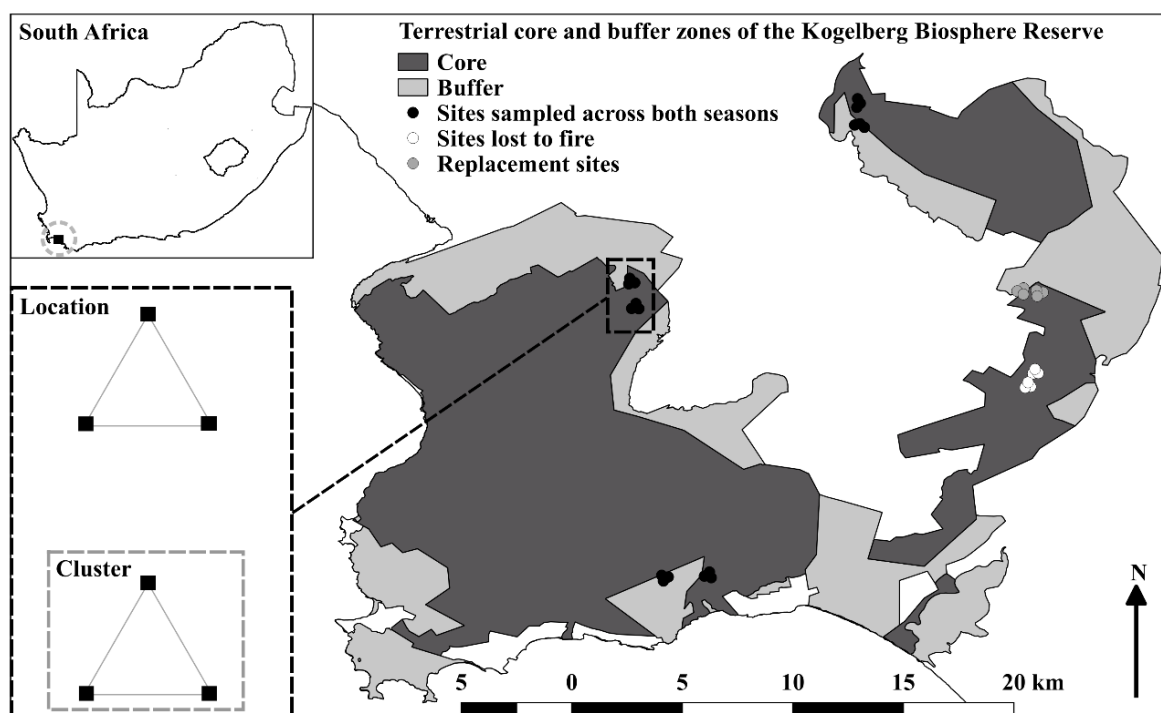 South Africa
Terrestrial core and buffer zones of the Kogelberg Biosphere Reserve
Core
Buffer
Sites sampled across both seasons
Sites lost to fire
Replacement sites
Location
Cluster
N
5 0 5 10 15 20 km